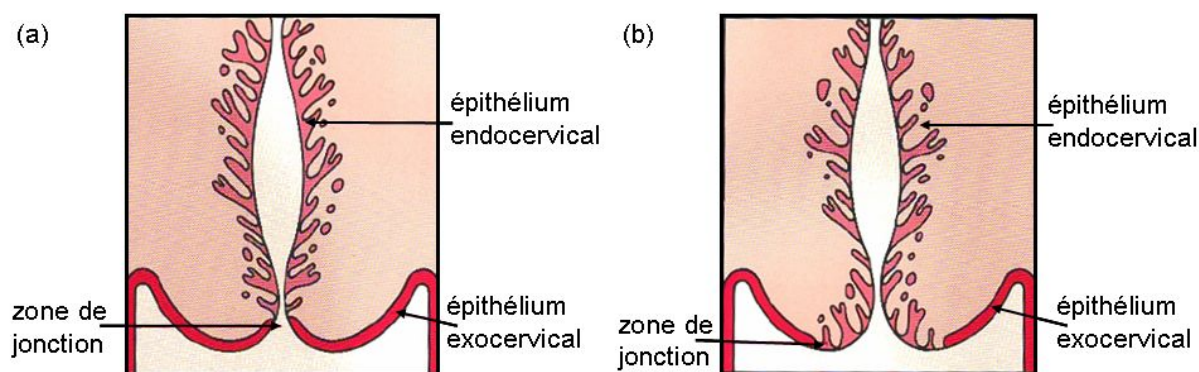 (a)
épithélium
endocervical
zone de
jonction
épithélium
exocervical
(b)
épithélium
endocervical
zone de
jonction
épithélium
exocervical